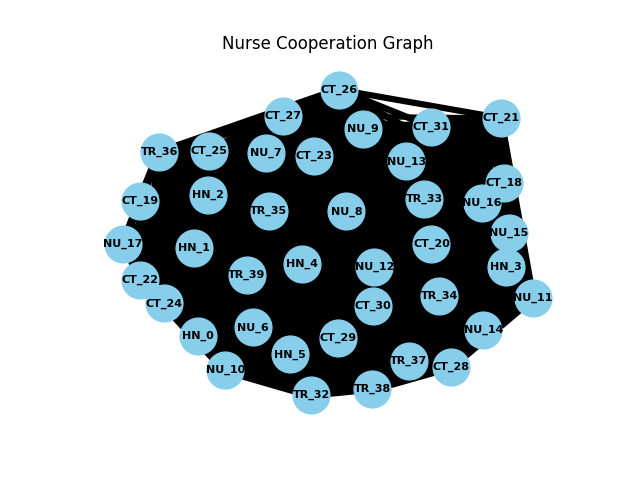 Nurse Cooperation Graph
CT_26
CT_27
CT_21
NU_9
CT_31
TR_36
CT_25
NU_7
CT_23
NU_13
CT_18
HN_2
CT_19
TR_33
NU_16
TR_35
NU_8
NU_15
NU_17
HN_1
CT_20
HN_4
NU_12
HN_3
TR_39
CT_22
TR_34
NU_11
CT_24
CT_30
NU_6
NU_14
HN_0
CT_29
HN_5
TR_37
CT_28
NU_10
TR_38
TR_32